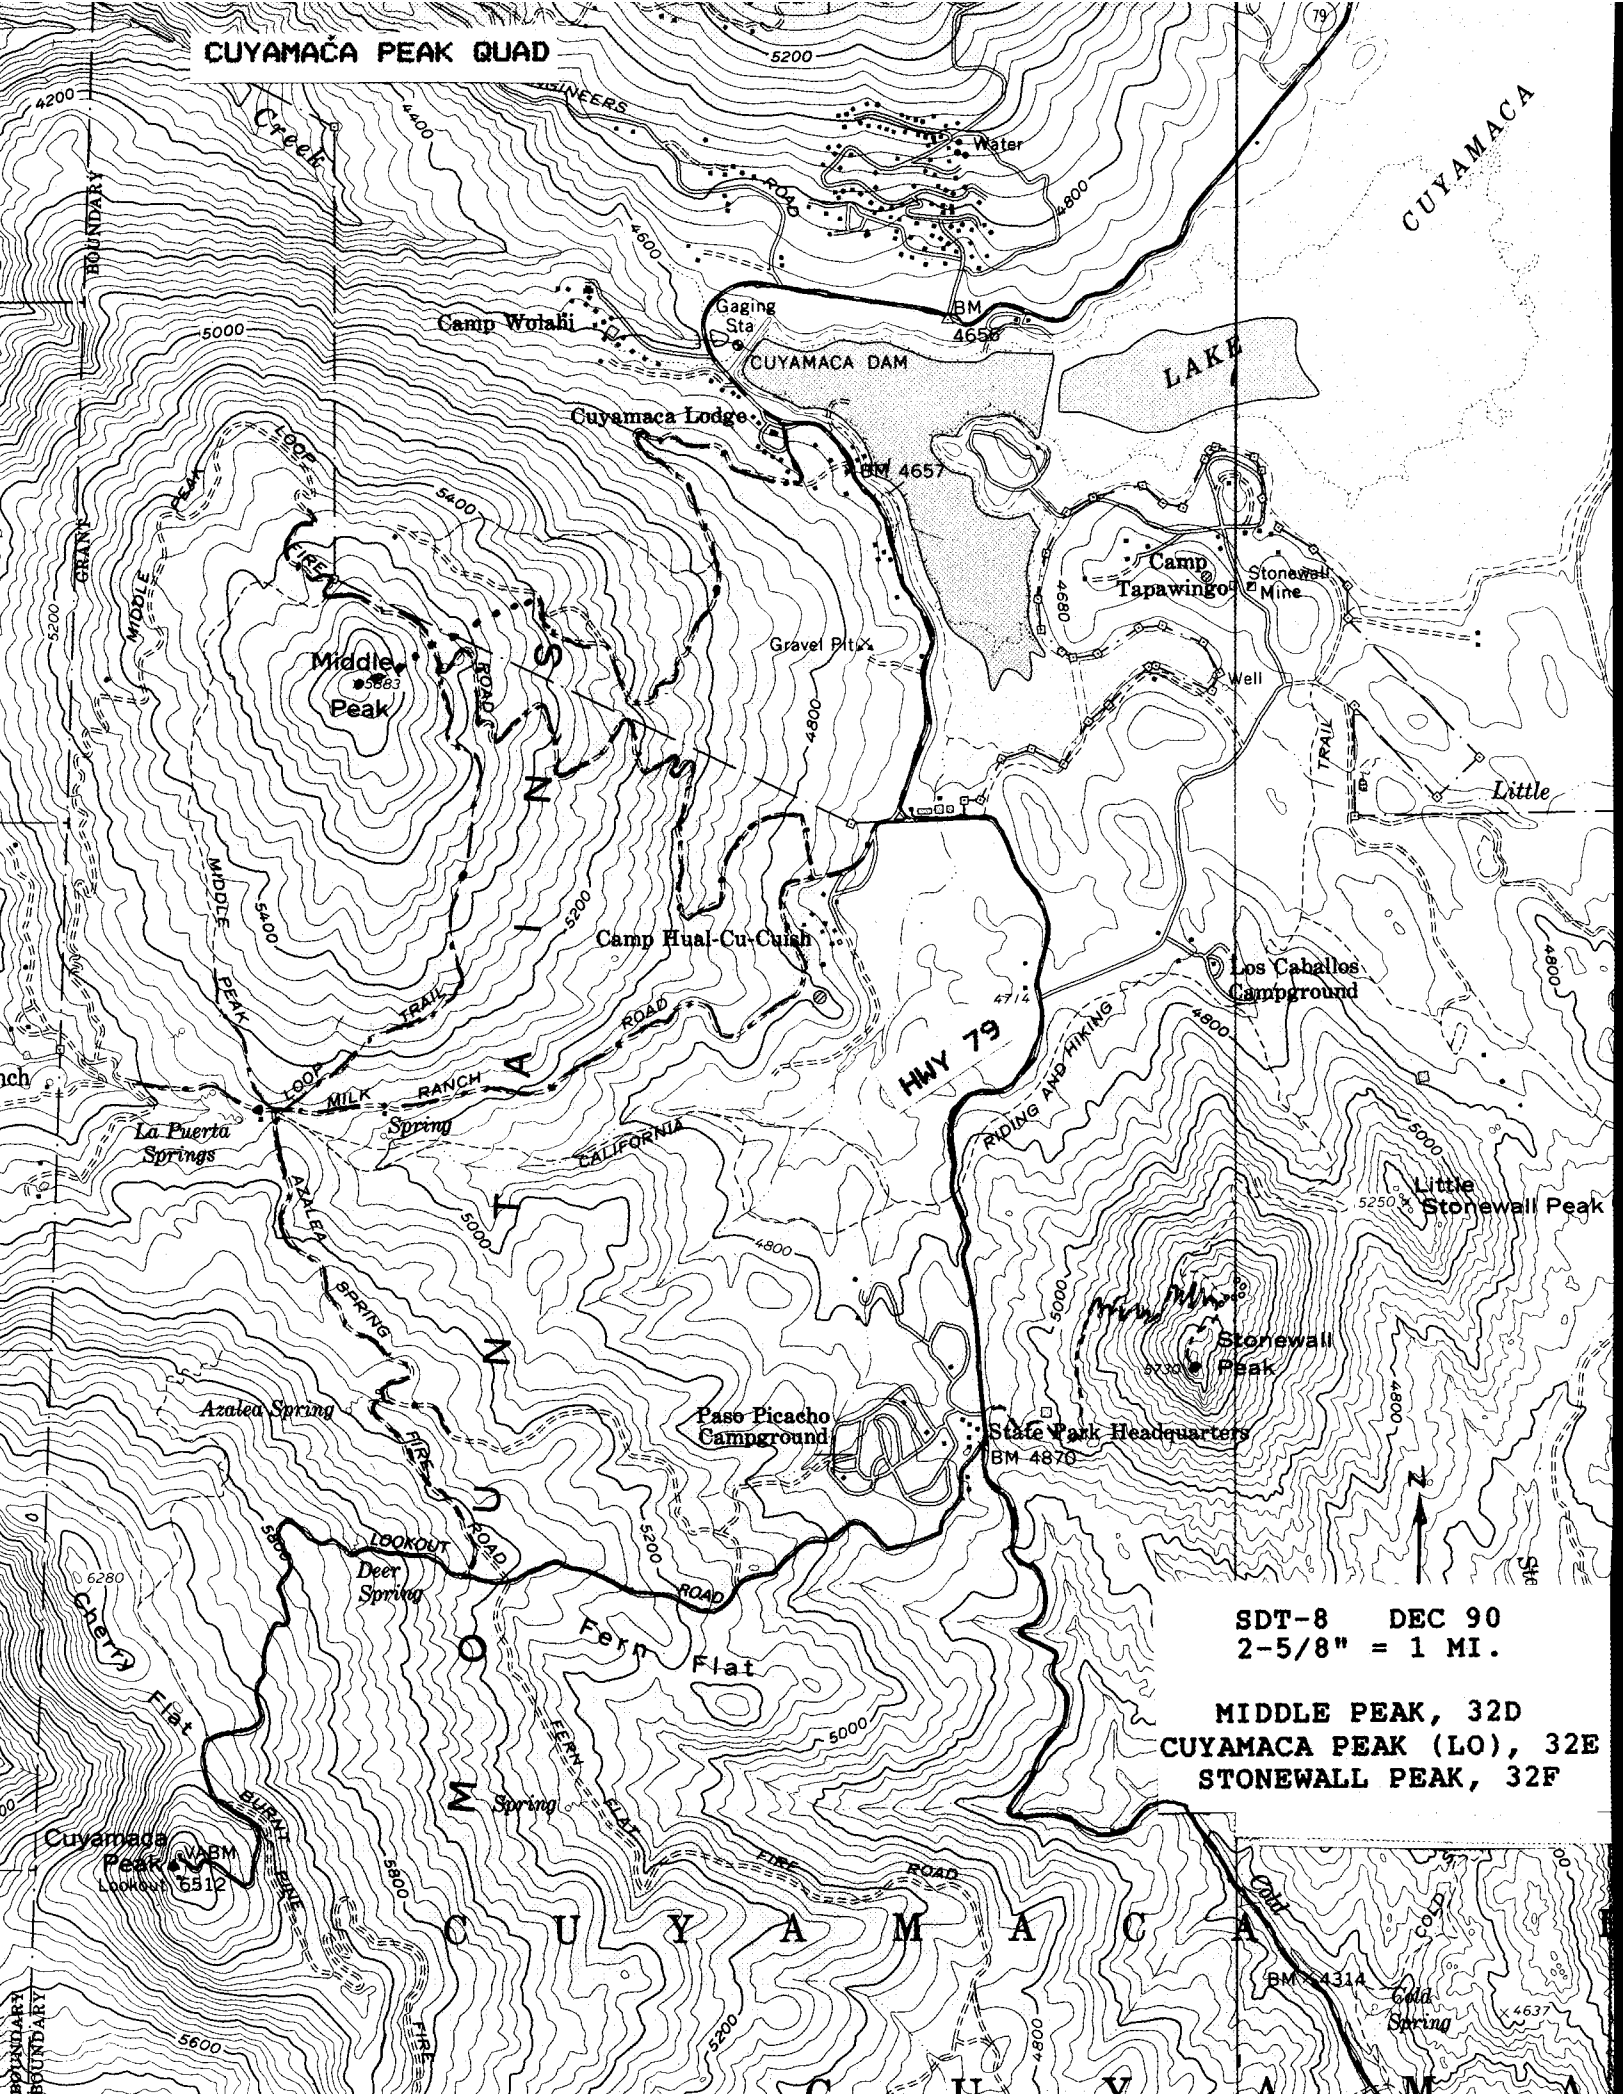 CUYAMACA PEAK QUAD
79
5200
4200
4400
Creek
ROAD
Water
CUYAMACA
BOUNDARY
4600
4800
5000
Camp Wolahi
Gaging
Sta
BM
4656
CUYAMACA DAM
LAKE
Cuyamaca Lodge
BM 4657
LOOP
PEAK
MIDDLE
GRANT
5400
FIRE
ROAD
5200
Camp
Tapawingo
Stonewall
Mine
4680
Gravel Pit
Middle
Peak
Well
4800
TRAIL
Little
MIDDLE
PEAK
5400
5200
Camp Hual-Cu-Cuish
Los Caballos
Campground
4714
4800
4800
HWY 79
RIDING AND HIKING
LOOP
TRAIL
MILK
RANCH
ROAD
La Puerta
Springs
Spring
CALIFORNIA
5000
Little
Stonewall Peak
5250
AZALEA
SPRING
FIRE
ROAD
5000
4800
5000
Stonewall
Peak
5730
4800
Azalea Spring
Paso Picacho
Campground
State Park Headquarters
BM 4870
N
5800
LOOKOUT
ROAD
Deer
Spring
5200
6280
Cherry
Flat
Fern
Flat
SDT-8 DEC 90
2-5/8" = 1 MI.
MIDDLE PEAK, 32D
CUYAMACA PEAK (LO), 32E
STONEWALL PEAK, 32F
5000
FERN
FLAT
FIRE
ROAD
Spring
BURNT
PINE
FIRE
Cuyamaca
Peak
VABM
Lookout 6512
5800
M O U N T A I N S
C U Y A M A C A
Cold
COLD
BM 4314
Cold
Spring
4637
BOUNDARY
BOUNDARY
5600
5200
4800
C U Y A M A